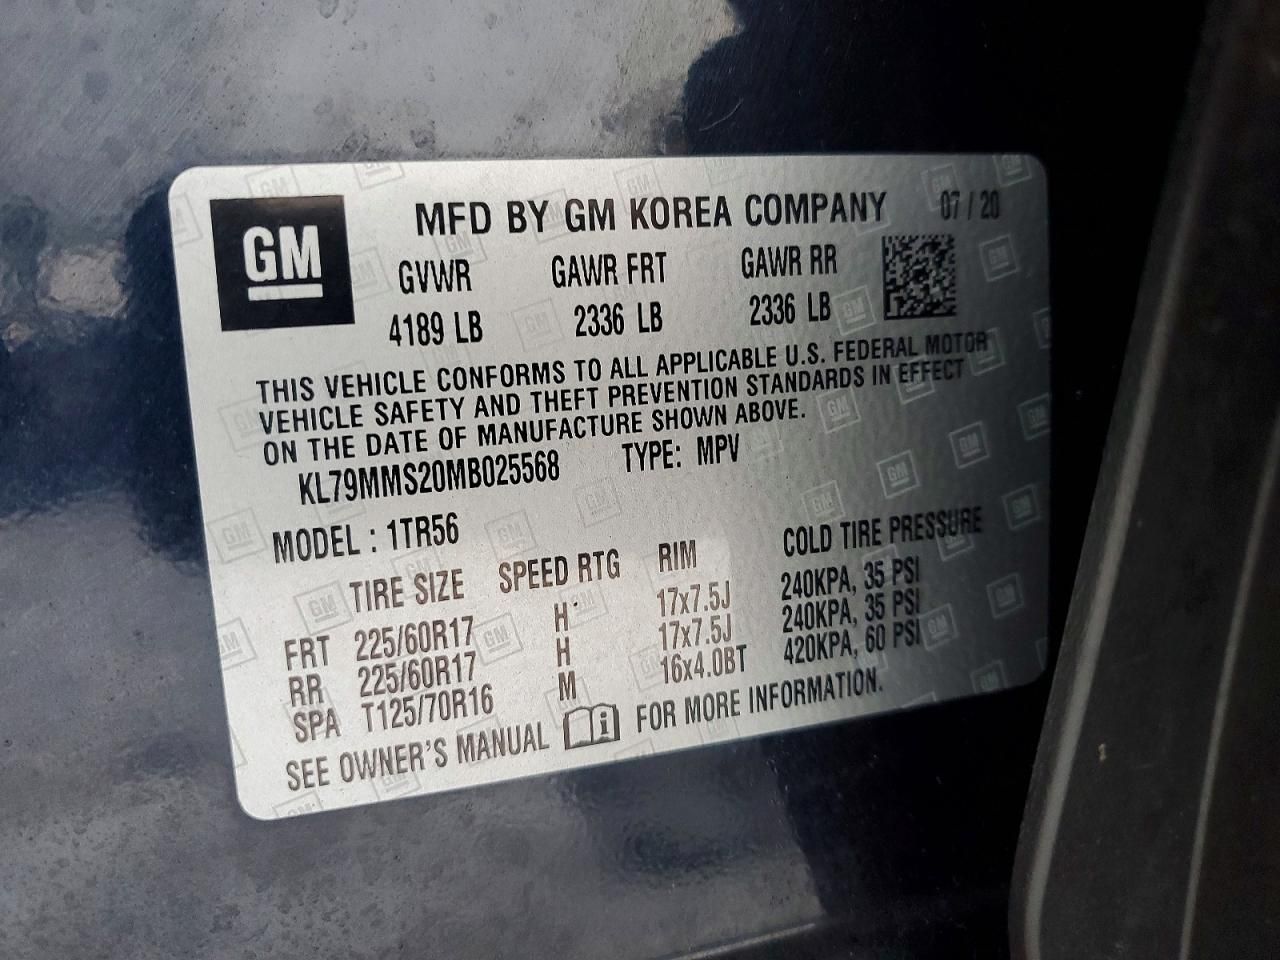 GM
MFD BY GM KOREA COMPANY 07 / 20
GVWR GAWR FRT GAWR RR
4189 LB 2336 LB 2336 LB
THIS VEHICLE CONFORMS TO ALL APPLICABLE U.S. FEDERAL MOTOR
VEHICLE SAFETY AND THEFT PREVENTION STANDARDS IN EFFECT
ON THE DATE OF MANUFACTURE SHOWN ABOVE.
KL79MMS20MB025568 TYPE: MPV
MODEL : 1TR56
TIRE SIZE SPEED RTG RIM COLD TIRE PRESSURE
FRT 225/60R17 H 17x7.5J 240KPA, 35 PSI
RR 225/60R17 H 17x7.5J 240KPA, 35 PSI
SPA T125/70R16 M 16x4.0BT 420KPA, 60 PSI
SEE OWNER'S MANUAL i FOR MORE INFORMATION.